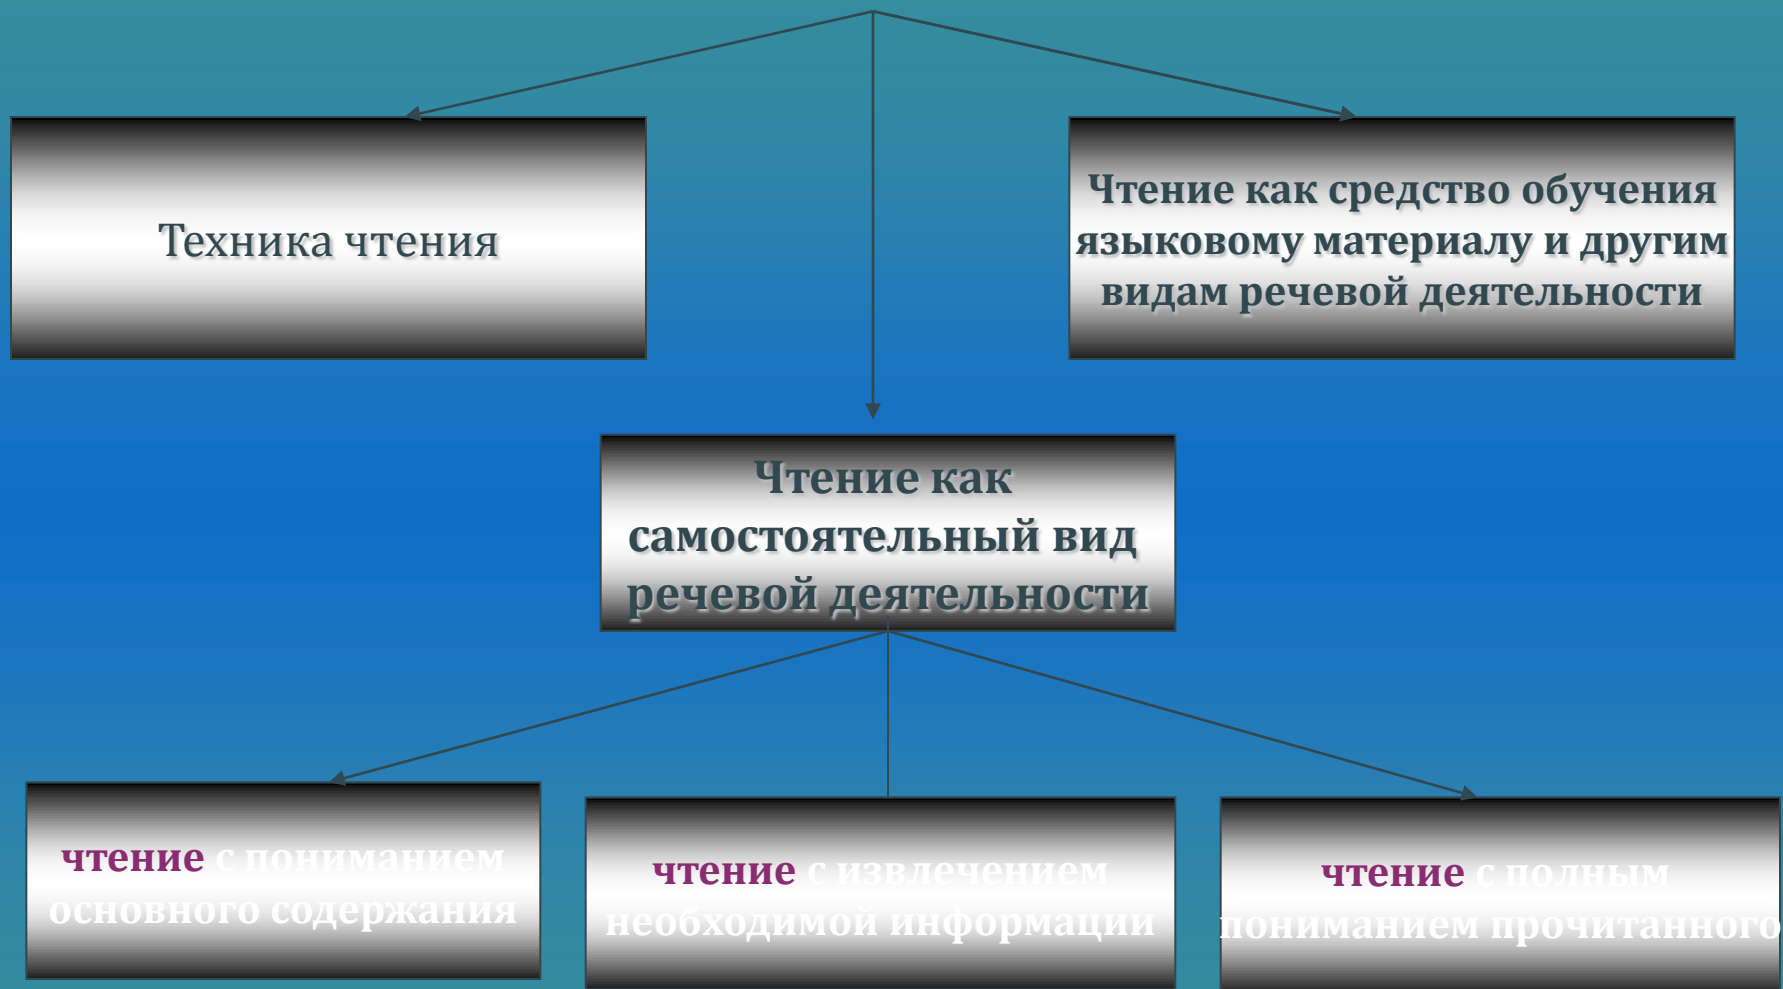 Техника чтения
Чтение как средство обучения
языковому материалу и другим
видам речевой деятельности
Чтение как
самостоятельный вид
речевой деятельности
чтение с пониманием
основного содержания
чтение с извлечением
необходимой информации
чтение с полным
пониманием прочитанного